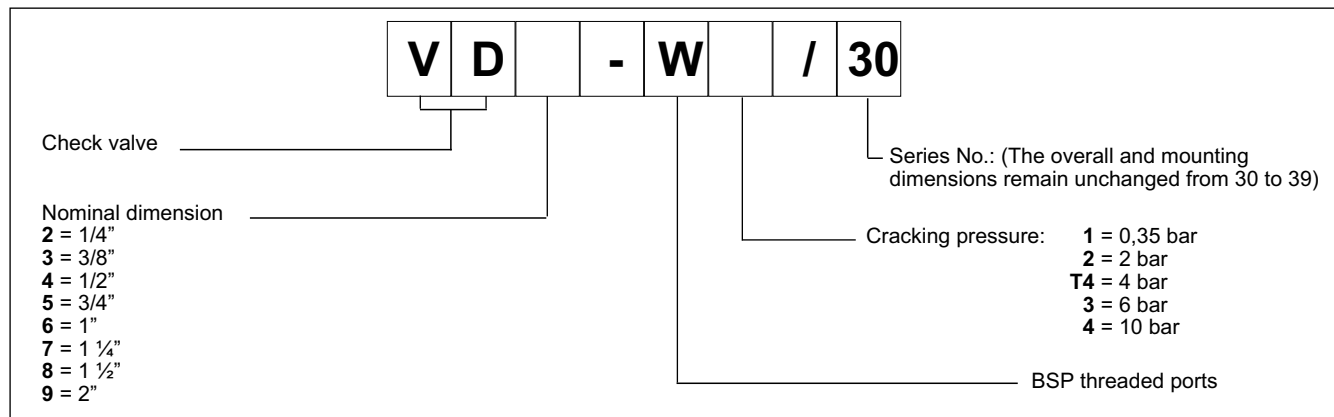 V D - W / 30
Check valve
Series No.: (The overall and mounting
dimensions remain unchanged from 30 to 39)
Nominal dimension
2 = 1/4”
3 = 3/8”
4 = 1/2”
5 = 3/4”
6 = 1”
7 = 1 ¼”
8 = 1 ½”
9 = 2”
Cracking pressure: 1 = 0,35 bar
2 = 2 bar
T4 = 4 bar
3 = 6 bar
4 = 10 bar
BSP threaded ports